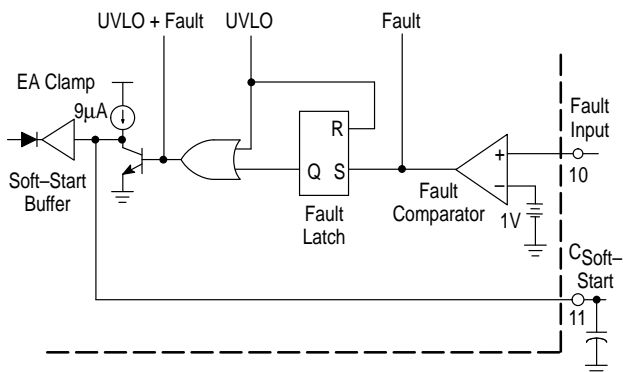 UVLO + Fault
UVLO
Fault
EA Clamp
9µA
Fault
Input
R
+
Q
S
−
10
Soft–Start
Buffer
Fault
Comparator
Fault
Latch
1V
CSoft–
Start
11